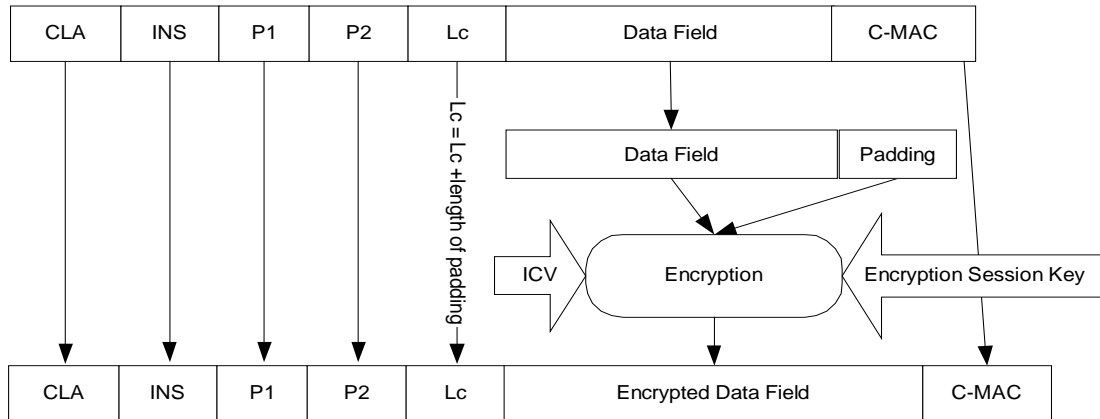 CLA INS P1 P2 Lc Data Field C-MAC
Lc = Lc +length of padding
Data Field Padding
ICV Encryption Encryption Session Key
CLA INS P1 P2 Lc Encrypted Data Field C-MAC